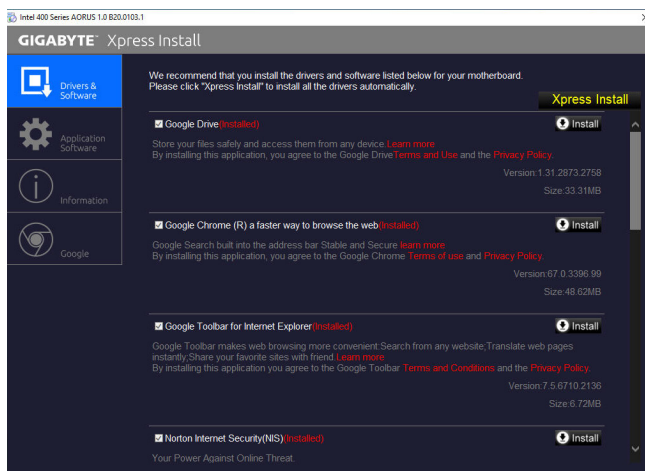 Intel 400 Series AORUS 1.0 B20.0103.1
GIGABYTE™ Xpress Install
Drivers &
Software
Application
Software
Information
Google
We recommend that you install the drivers and software listed below for your motherboard.
Please click "Xpress Install" to install all the drivers automatically.
Xpress Install
Google Drive(Installed)
Install
Store your files safely and access them from any device.Learn more
By installing this application, you agree to the Google DriveTerms and Use and the Privacy Policy.
Version:1.31.2873.2758
Size:33.31MB
Google Chrome (R) a faster way to browse the web(Installed)
Install
Google Search built into the address bar Stable and Secure learn more
By installing this application, you agree to the Google Chrome Terms of use and Privacy Policy.
Version:67.0.3396.99
Size:48.62MB
Google Toolbar for Internet Explorer(Installed)
Install
Google Toolbar makes web browsing more convenient:Search from any website;Translate web pages
instantly;Share your favorite sites with friend.Learn more
By installing this application you agree to the Google Toolbar Terms and Conditions and the Privacy Policy.
Version:7.5.6710.2136
Size:6.72MB
Norton Internet Security(NIS)(Installed)
Install
Your Power Against Online Threat.